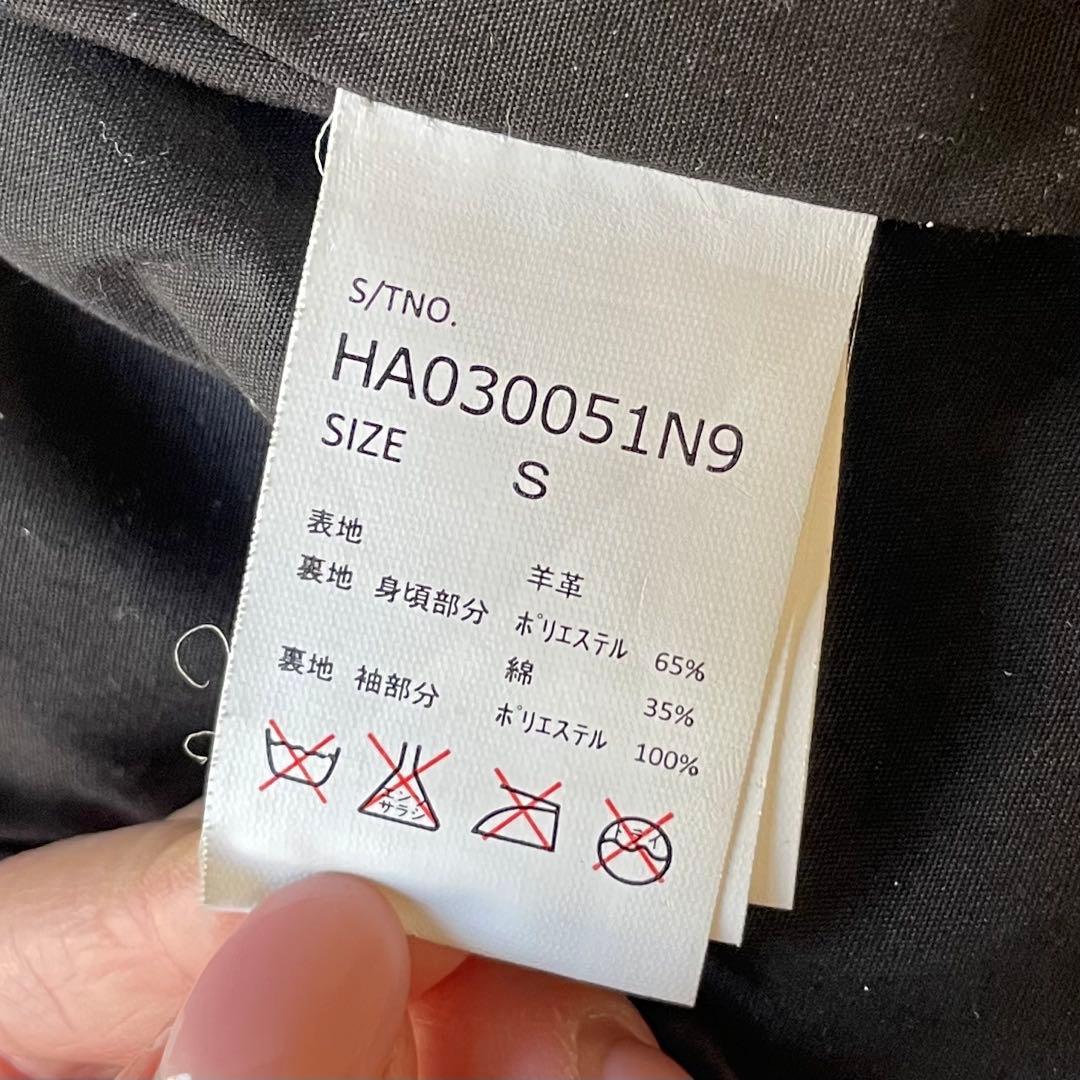 S/TNO.
HA030051N9
SIZE S
表地 羊革
裏地 身頃部分 ﾎﾟﾘｴｽﾃﾙ 65%
綿 35%
裏地 袖部分 ﾎﾟﾘｴｽﾃﾙ 100%
エンソ
サラシ
ドライ